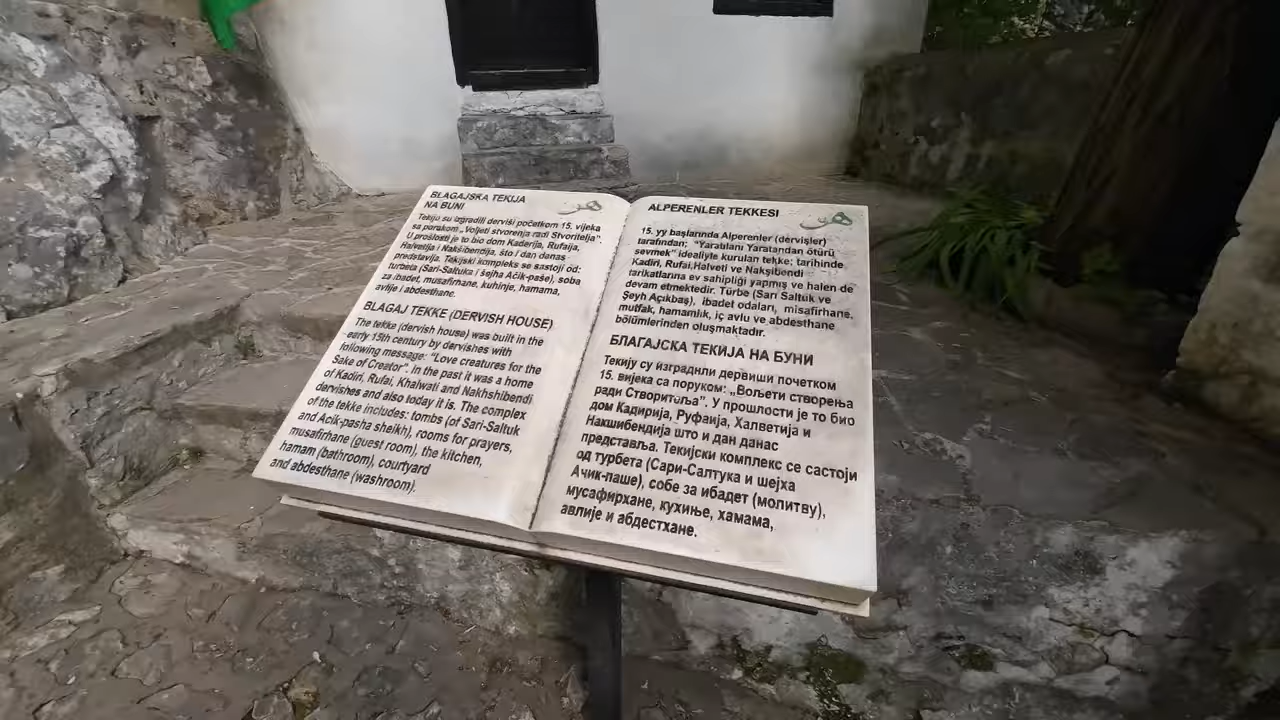 BLAGAJSKA TEKIJA
NA BUNI
Tekiju su izgradili derviši početkom 15. vijeka
sa porukom „Voljeti stvorenja radi Stvoritelja".
U prošlosti je to bio dom Kaderija, Rufaija,
Halvetija i Nakšibendija, što i dan danas
predstavlja. Tekijski kompleks se sastoji od:
turbeta (Sari-Saltuka i šejha Ačik-paše), soba
za ibadet, musafirhane, kuhinje, hamama,
avlije i abdesthane.
BLAGAJ TEKKE (DERVISH HOUSE)
The tekke (dervish house) was built in the
early 15th century by dervishes with
following message: "Love creatures for the
Sake of Creator". In the past it was a home
of Kadiri, Rufai, Khalwati and Nakhshibendi
dervishes and also today it is. The complex
of the tekke includes: tombs (of Sari-Saltuk
and Acik-pasha sheikh), rooms for prayers,
musafirhane (guest room), the kitchen,
hamam (bathroom), courtyard
and abdesthane (washroom).
ALPERENLER TEKKESI
15. yy başlarında Alperenler (dervişler)
tarafından; "Yarablanı Yaratandan ötürü
sevmek" idealiyle kurulan tekke; tarihinde
Kadiri, Rufai,Halveti ve Nakşibendi
tarikatlarına ev sahipliği yapmış ve halen de
devam etmektedir. Türbe (Sarı Saltuk ve
Şeyh Açıkbaş), ibadet odaları, misafirhane,
mutfak, hamamlık, iç avlu ve abdesthane
bölümlerinden oluşmaktadır.
БЛАГАЈСКА ТЕКИЈА НА БУНИ
Текију су изградили дервиши почетком
15. вијека са поруком: „Вољети створења
ради Створитеља". У прошлости је то био
дом Кадирија, Руфаија, Халветија и
Накшибендија што и дан данас
представља. Текијски комплекс се састоји
од турбета (Сари-Салтука и шејха
Ачик-паше), собе за ибадет (молитву),
мусафирхане, кухиње, хамама,
авлије и абдестхане.